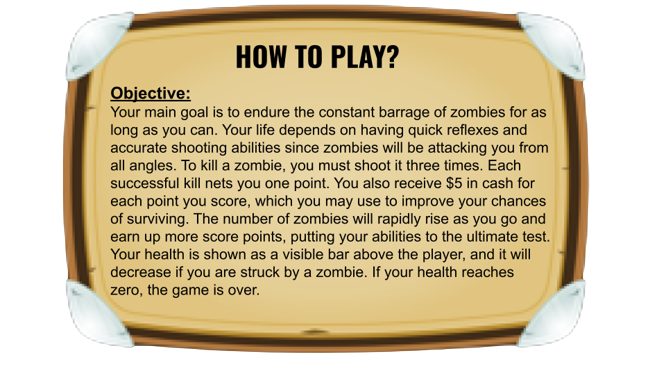 HOW TO PLAY?
Objective:
Your main goal is to endure the constant barrage of zombies for as
long as you can. Your life depends on having quick reflexes and
accurate shooting abilities since zombies will be attacking you from
all angles. To kill a zombie, you must shoot it three times. Each
successful kill nets you one point. You also receive $5 in cash for
each point you score, which you may use to improve your chances
of surviving. The number of zombies will rapidly rise as you go and
earn up more score points, putting your abilities to the ultimate test.
Your health is shown as a visible bar above the player, and it will
decrease if you are struck by a zombie. If your health reaches
zero, the game is over.